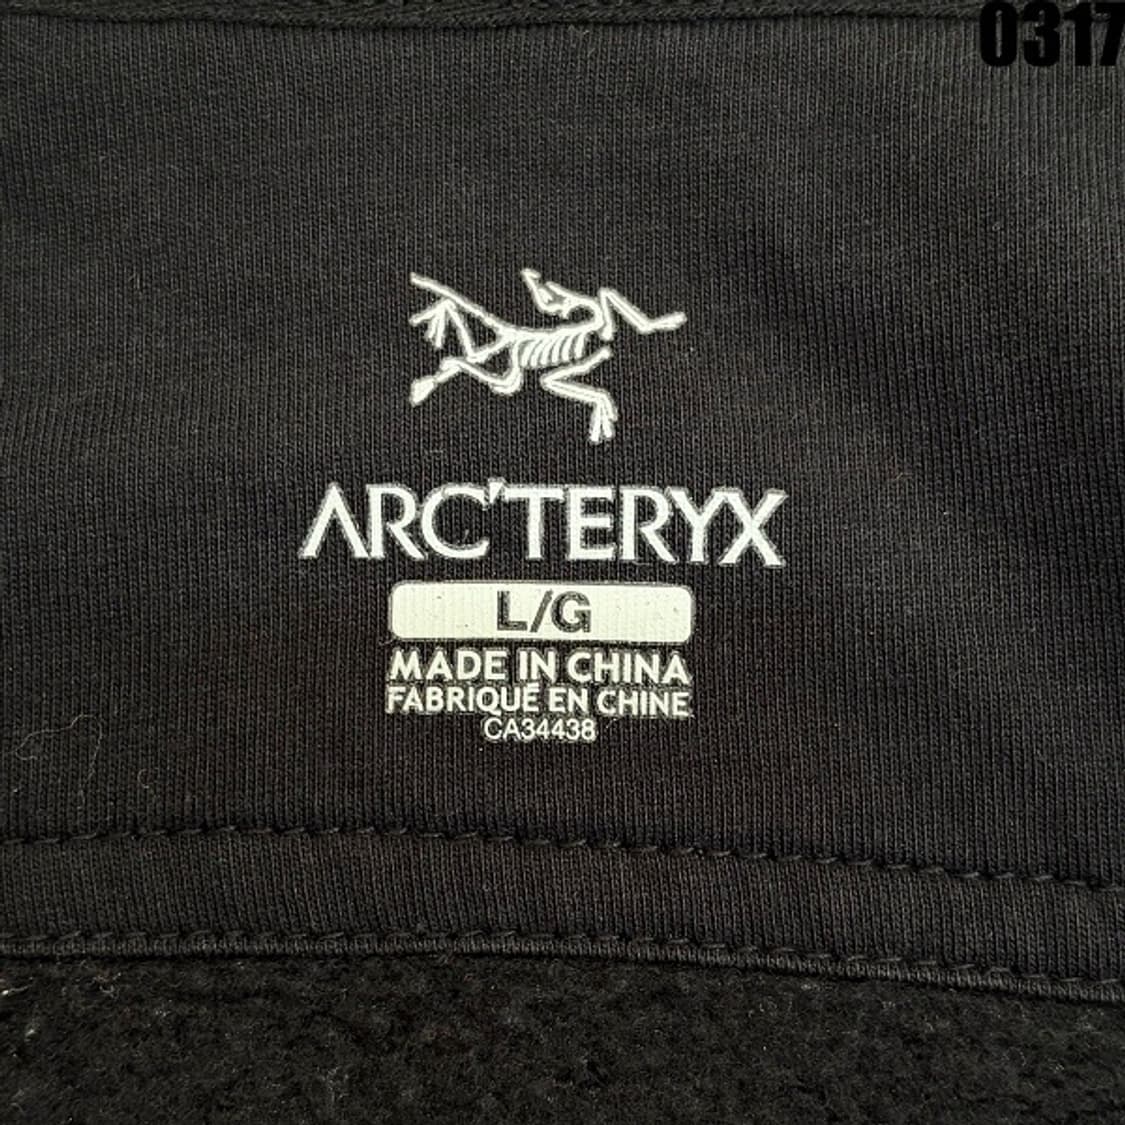 0317
ARC'TERYX
L/G
MADE IN CHINA
FABRIQUÉ EN CHINE
CA34438